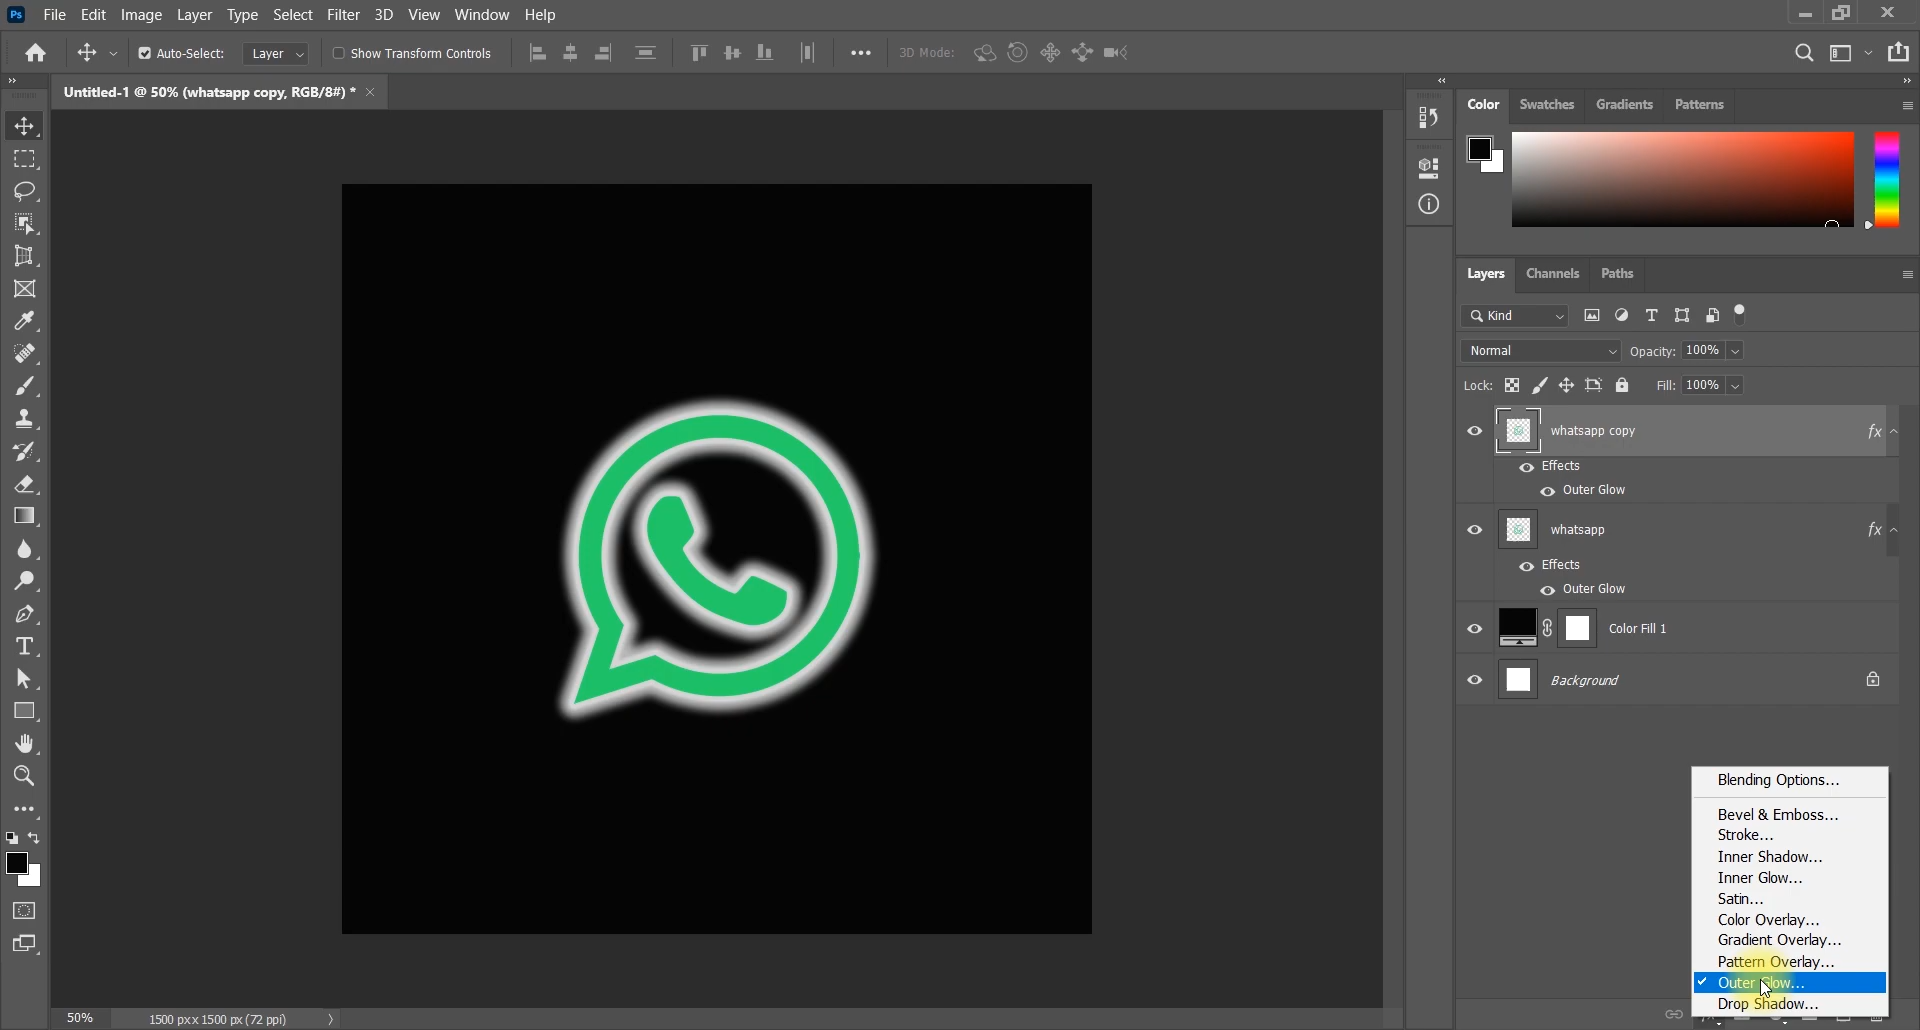 Ps File Edit Image Layer Type Select Filter 3D View Window Help
Auto-Select: Layer Show Transform Controls 3D Mode:
Untitled-1 @ 50% (whatsapp copy, RGB/8#) *
Color Swatches Gradients Patterns
Layers Channels Paths
Kind
Normal Opacity: 100%
Lock: Fill: 100%
whatsapp copy fx
Effects
Outer Glow
whatsapp fx
Effects
Outer Glow
Color Fill 1
Background
Blending Options...
Bevel & Emboss...
Stroke...
Inner Shadow...
Inner Glow...
Satin...
Color Overlay...
Gradient Overlay...
Pattern Overlay...
Outer Glow...
Drop Shadow...
50% 1500 px x 1500 px (72 ppi)